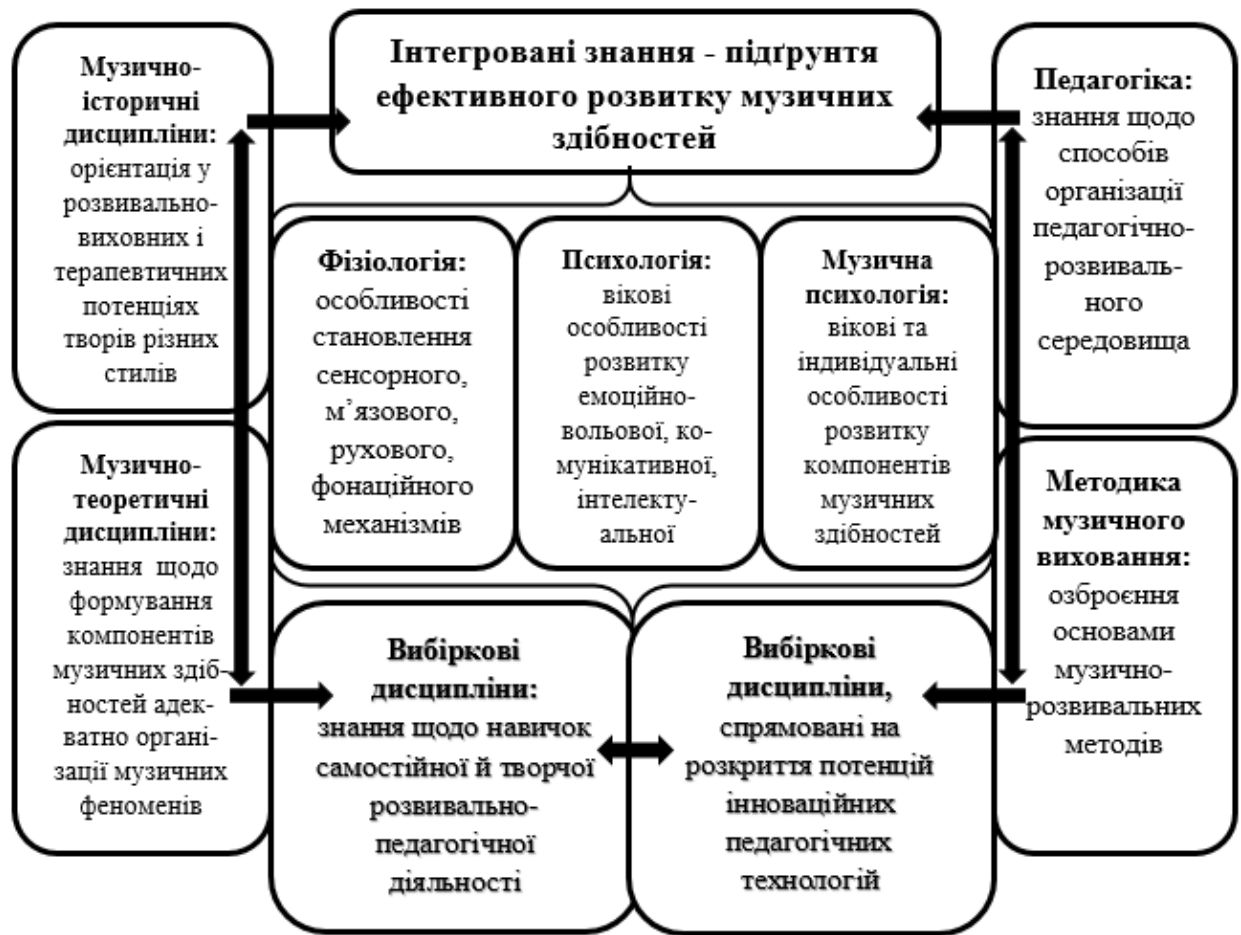 Музично-
історичні
дисципліни:
орієнтація у
розвивально-
виховних і
терапевтичних
потенціях
творів різних
стилів
Інтегровані знання - підґрунтя
ефективного розвитку музичних
здібностей
Педагогіка:
знання щодо
способів
організації
педагогічно-
розвиваль-
ного
середовища
Фізіологія:
особливості
становлення
сенсорного,
м’язового,
рухового,
фонаційного
механізмів
Психологія:
вікові
особливості
розвитку
емоційно-
вольової, ко-
мунікативної,
інтелекту-
альної
Музична
психологія:
вікові та
індивідуальні
особливості
розвитку
компонентів
музичних
здібностей
Музично-
теоретичні
дисципліни:
знання щодо
формування
компонентів
музичних здіб-
ностей адек-
ватно органі-
зації музичних
феноменів
Методика
музичного
виховання:
озброєння
основами
музично-
розвивальних
методів
Вибіркові
дисципліни:
знання щодо навичок
самостійної й творчої
розвивально-
педагогічної
діяльності
Вибіркові
дисципліни,
спрямовані на
розкриття потенцій
інноваційних
педагогічних
технологій